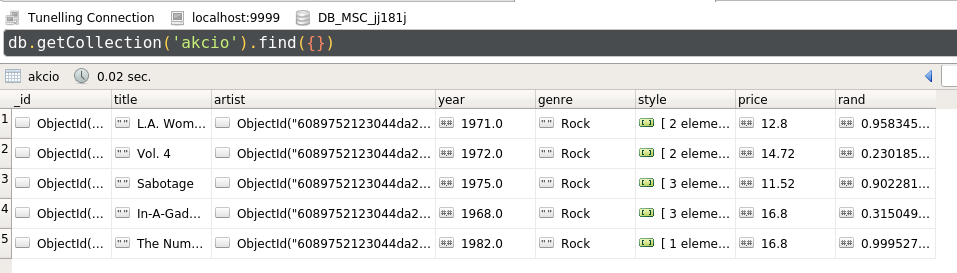 Tunelling Connection localhost:9999 DB_MSC_jj181j
db.getCollection('akcio').find({})
akcio 0.02 sec.
_id title artist year genre style price rand
1 ObjectId(... "" L.A. Wom... ObjectId("6089752123044da2... ## 1971.0 "" Rock [ 2 eleme... ## 12.8 ## 0.958345...
2 ObjectId(... "" Vol. 4 ObjectId("6089752123044da2... ## 1972.0 "" Rock [ 2 eleme... ## 14.72 ## 0.230185...
3 ObjectId(... "" Sabotage ObjectId("6089752123044da2... ## 1975.0 "" Rock [ 3 eleme... ## 11.52 ## 0.902281...
4 ObjectId(... "" In-A-Gad... ObjectId("6089752123044da2... ## 1968.0 "" Rock [ 3 eleme... ## 16.8 ## 0.315049...
5 ObjectId(... "" The Num... ObjectId("6089752123044da2... ## 1982.0 "" Rock [ 1 eleme... ## 16.8 ## 0.999527...